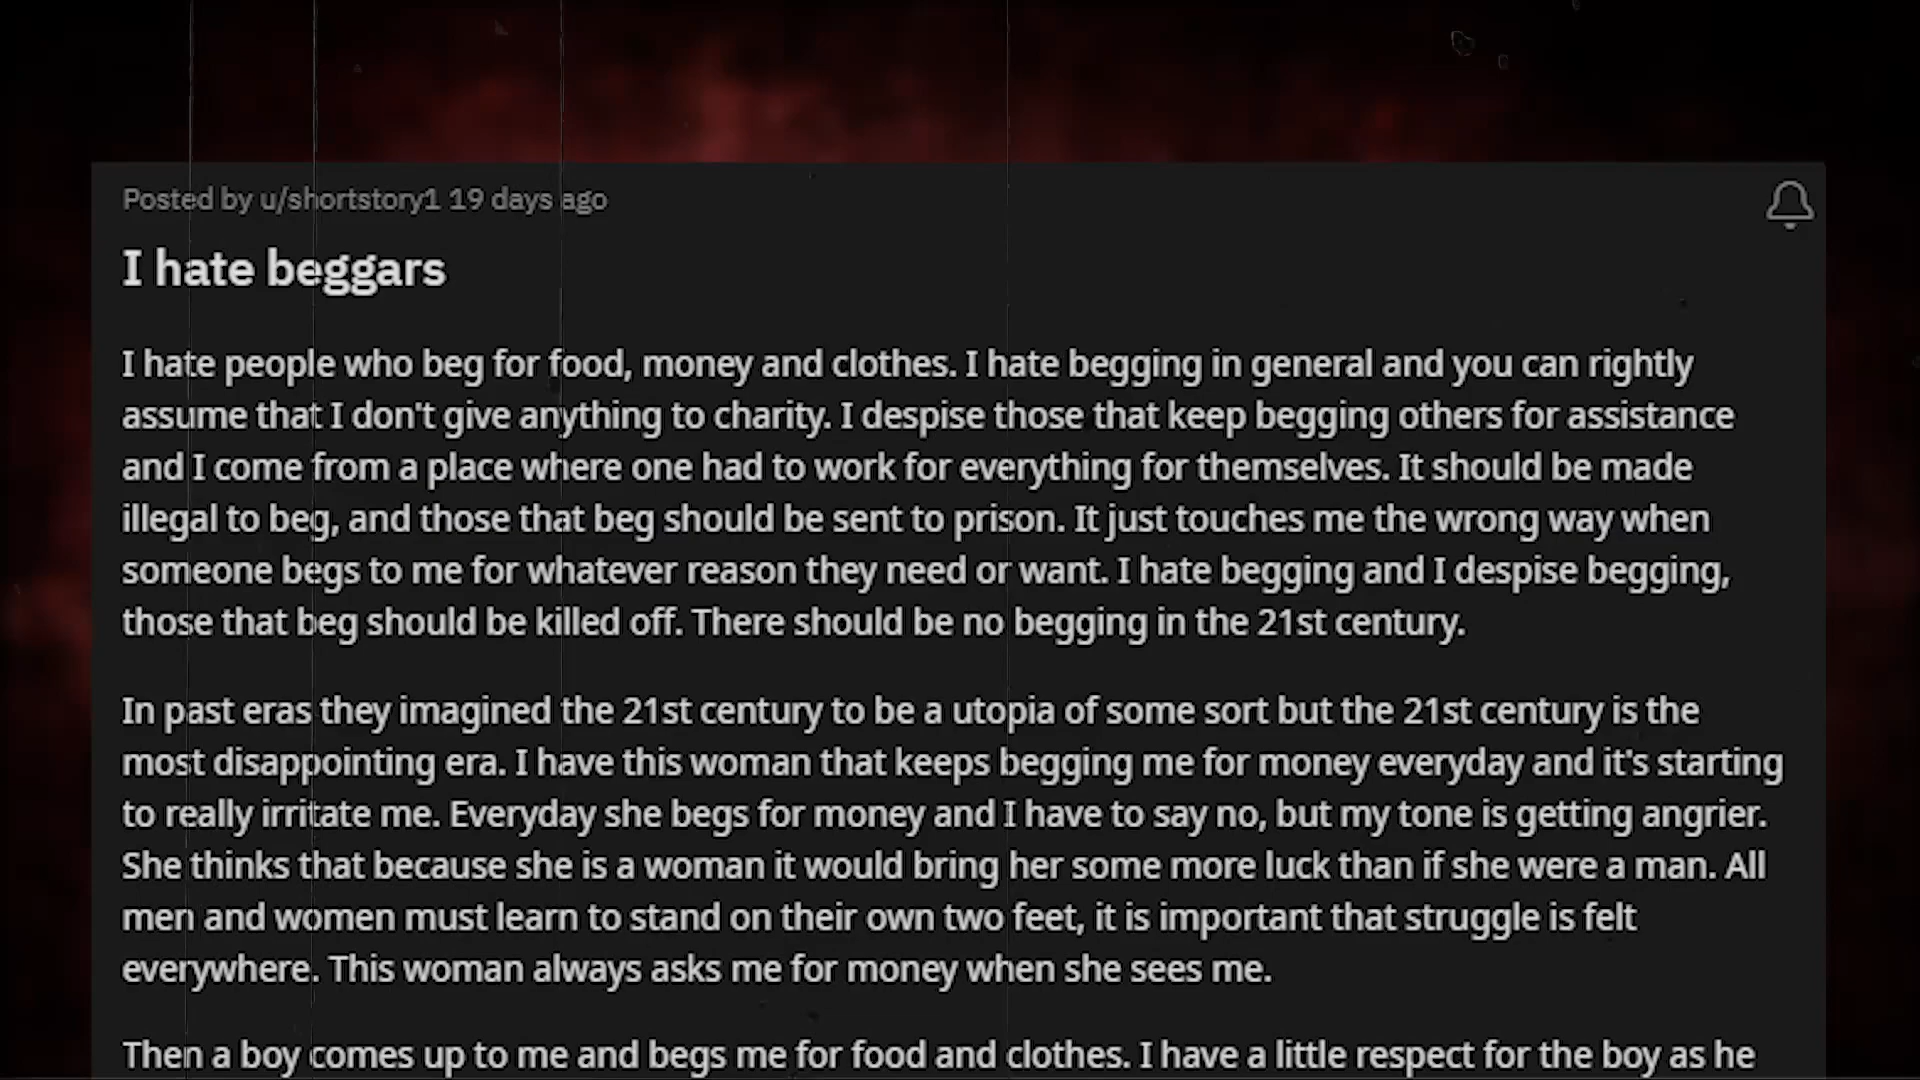 Posted by u/shortstory1 19 days ago
I hate beggars
I hate people who beg for food, money and clothes. I hate begging in general and you can rightly
assume that I don't give anything to charity. I despise those that keep begging others for assistance
and I come from a place where one had to work for everything for themselves. It should be made
illegal to beg, and those that beg should be sent to prison. It just touches me the wrong way when
someone begs to me for whatever reason they need or want. I hate begging and I despise begging,
those that beg should be killed off. There should be no begging in the 21st century.
In past eras they imagined the 21st century to be a utopia of some sort but the 21st century is the
most disappointing era. I have this woman that keeps begging me for money everyday and it's starting
to really irritate me. Everyday she begs for money and I have to say no, but my tone is getting angrier.
She thinks that because she is a woman it would bring her some more luck than if she were a man. All
men and women must learn to stand on their own two feet, it is important that struggle is felt
everywhere. This woman always asks me for money when she sees me.
Then a boy comes up to me and begs me for food and clothes. I have a little respect for the boy as he